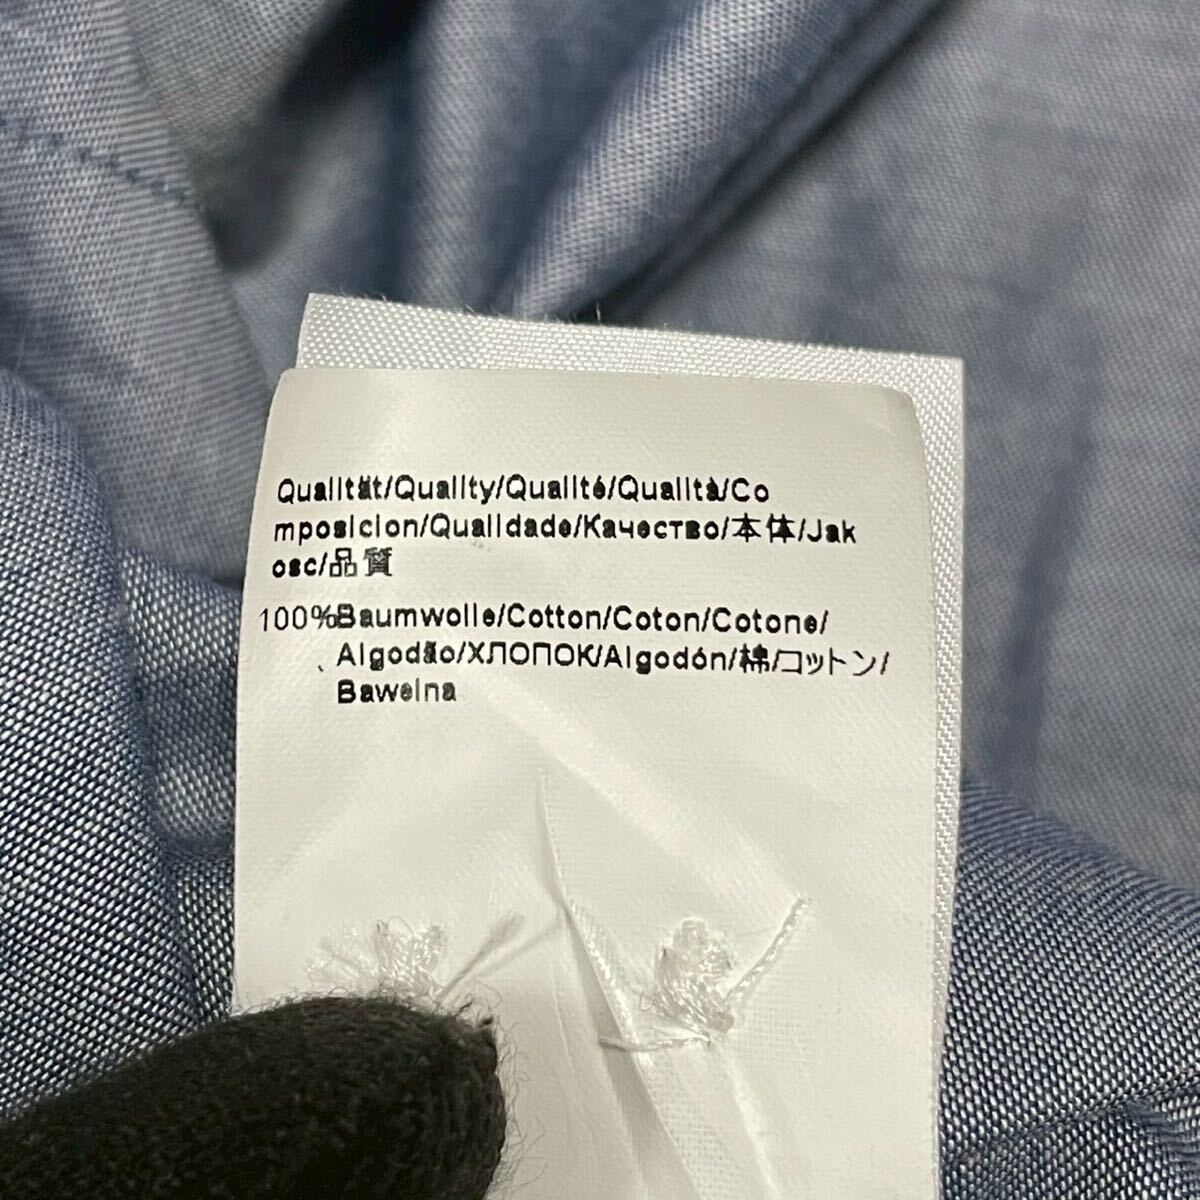 Qualität/Quality/Qualité/Qualità/Co
mposicion/Qualidade/Качество/本体/Jak
osc/品質
100%Baumwolle/Cotton/Coton/Cotone/
Algodão/ХЛОПОК/Algodón/棉/コットン/
Bawelna